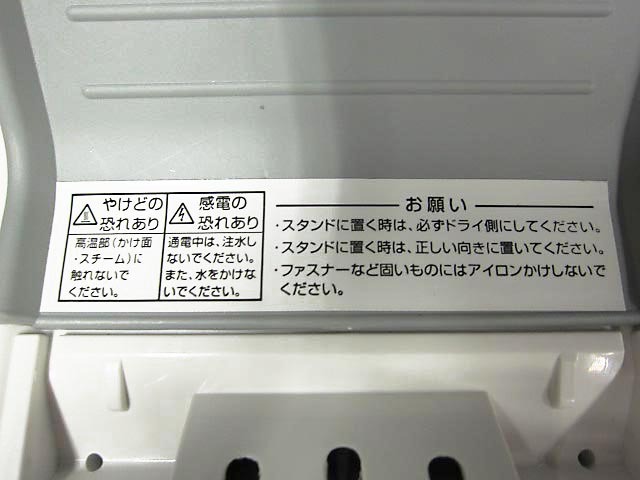 やけどの
恐れあり
高温部(かけ面
・スチーム)に
触れないで
ください。
感電の
恐れあり
通電中は、注水し
ないでください。
また、水をかけな
いでください。
お願い
・スタンドに置く時は、必ずドライ側にしてください。
・スタンドに置く時は、正しい向きに置いてください。
・ファスナーなど固いものにはアイロンかけしないで
ください。